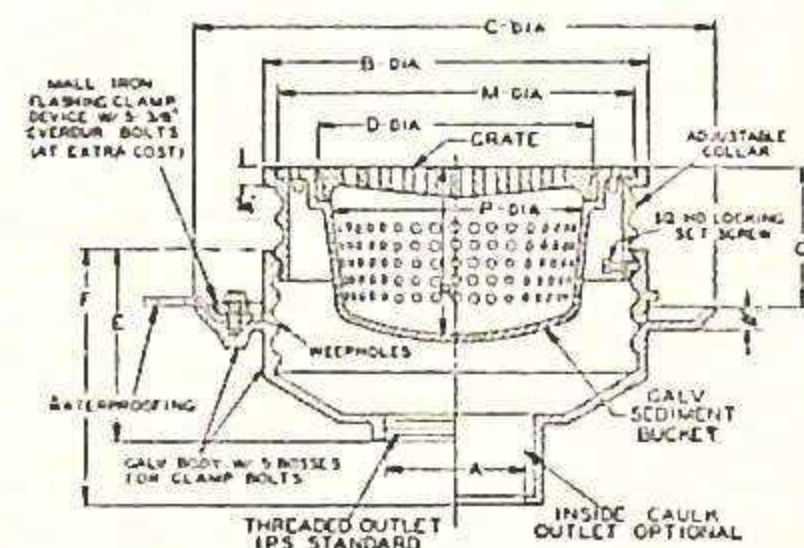 C-DIA
B-DIA
M-DIA
D-DIA
GRATE
MALL IRON
FLASHING CLAMP
DEVICE W/ 5 3/8"
EVERDUR BOLTS
(AT EXTRA COST)
ADJUSTABLE
COLLAR
P-DIA
SQ HD LOCKING
SET SCREW
F
E
WEEPHOLES
WATERPROOFING
GALV BODY W/ 5 BOSSES
FOR CLAMP BOLTS
GALV
SEDIMENT
BUCKET
A
THREADED OUTLET
I.P.S. STANDARD
INSIDE CAULK
OUTLET OPTIONAL